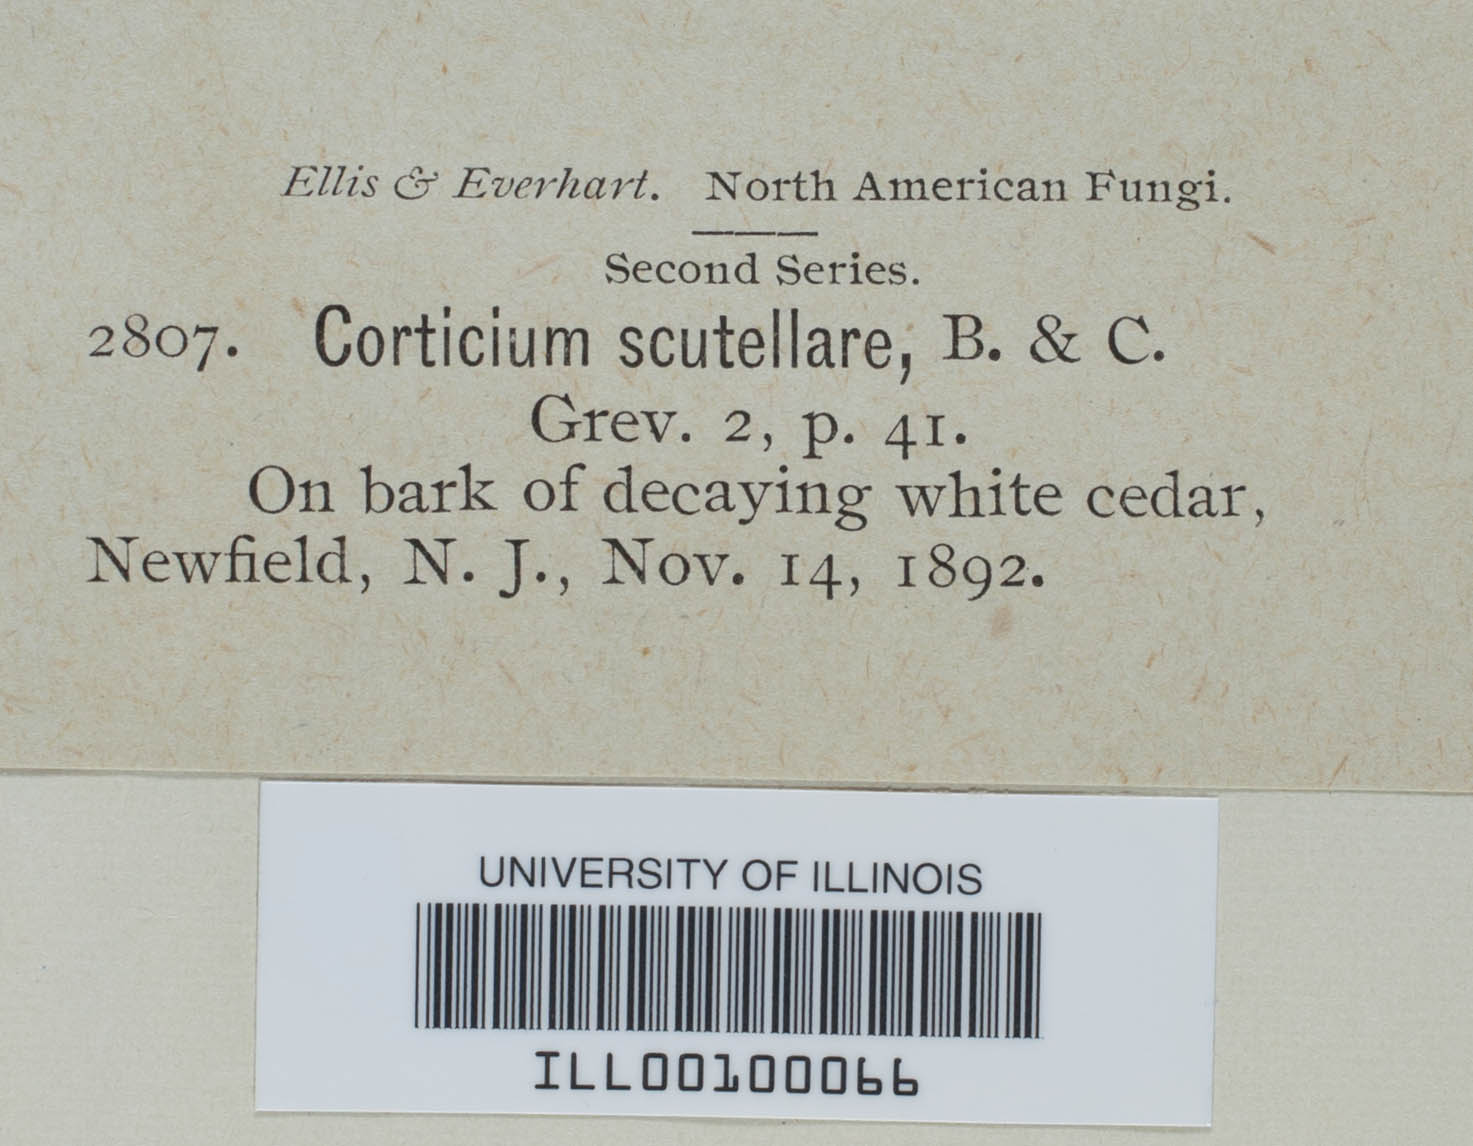 Ellis & Everhart. North American Fungi.
Second Series.
2807. Corticium scutellare, B. & C.
Grev. 2, p. 41.
On bark of decaying white cedar,
Newfield, N. J., Nov. 14, 1892.
UNIVERSITY OF ILLINOIS
ILL00100066